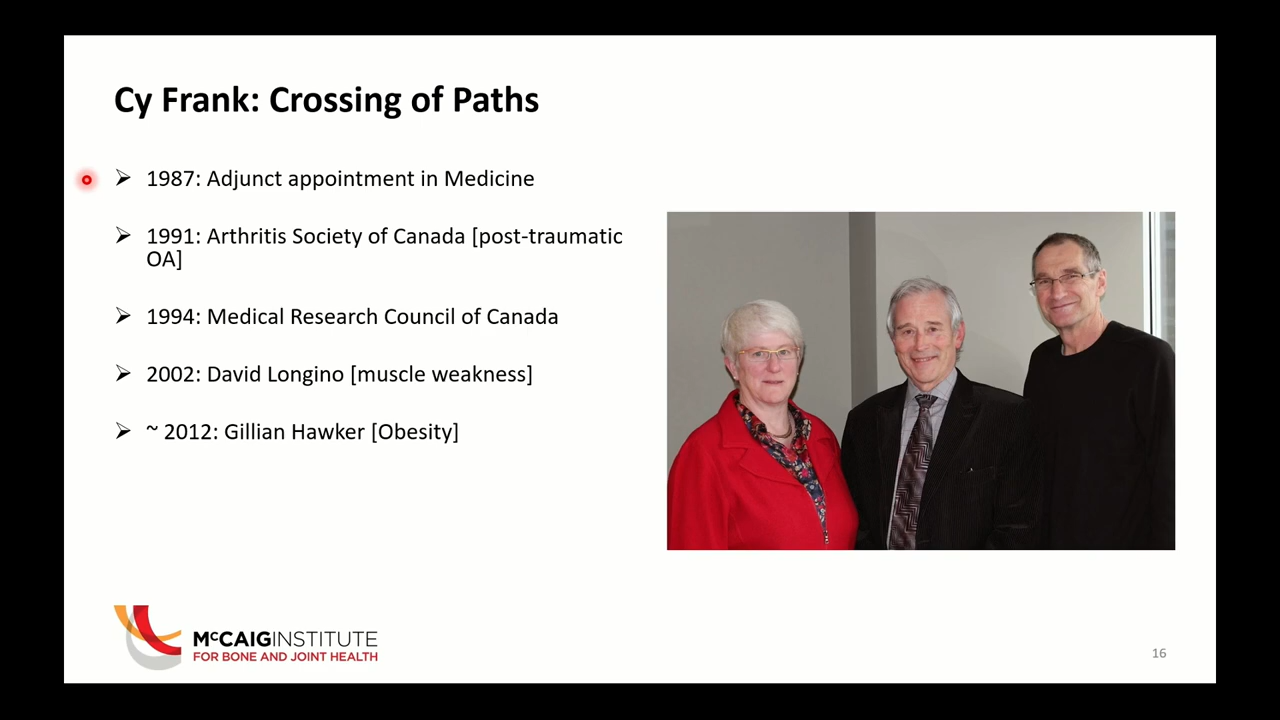 Cy Frank: Crossing of Paths
➢ 1987: Adjunct appointment in Medicine
➢ 1991: Arthritis Society of Canada [post-traumatic
OA]
➢ 1994: Medical Research Council of Canada
➢ 2002: David Longino [muscle weakness]
➢ ~ 2012: Gillian Hawker [Obesity]
McCAIGINSTITUTE
FOR BONE AND JOINT HEALTH
16